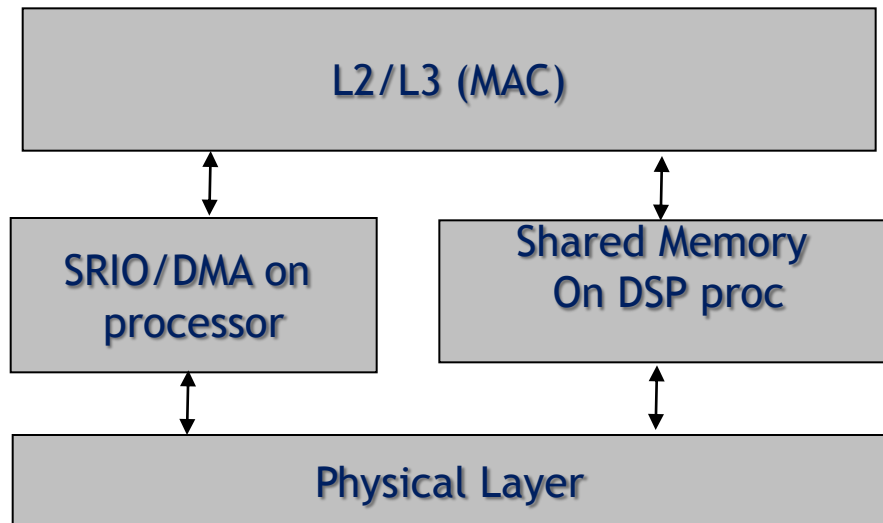 L2/L3 (MAC)
SRIO/DMA on
processor
Shared Memory
On DSP proc
Physical Layer